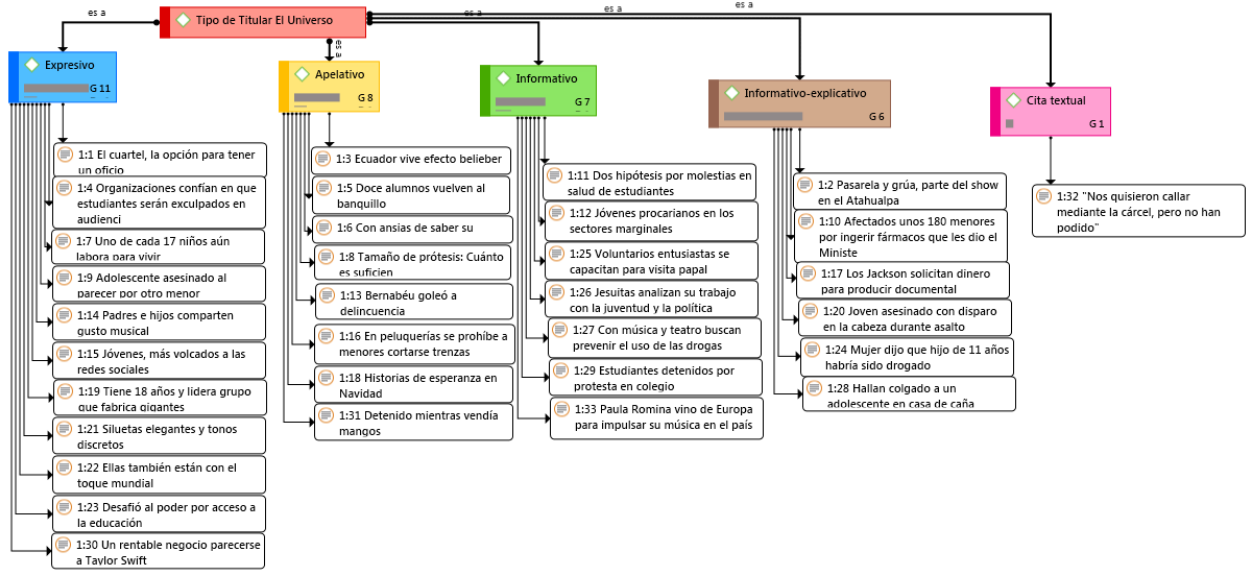 es a
es a
es a
es a
es a
Tipo de Titular El Universo
Expresivo
G 11
Apelativo
G 8
Informativo
G 7
Informativo-explicativo
G 6
Cita textual
G 1
1:1 El cuartel, la opción para tener
un oficio
1:4 Organizaciones confían en que
estudiantes serán exculpados en
audienci
1:7 Uno de cada 17 niños aún
labora para vivir
1:9 Adolescente asesinado al
parecer por otro menor
1:14 Padres e hijos comparten
gusto musical
1:15 Jóvenes, más volcados a las
redes sociales
1:19 Tiene 18 años y lidera grupo
que fabrica gigantes
1:21 Siluetas elegantes y tonos
discretos
1:22 Ellas también están con el
toque mundial
1:23 Desafió al poder por acceso a
la educación
1:30 Un rentable negocio parecerse
a Taylor Swift
1:3 Ecuador vive efecto belieber
1:5 Doce alumnos vuelven al
banquillo
1:6 Con ansias de saber su
1:8 Tamaño de prótesis: Cuánto
es suficien
1:13 Bernabéu goleó a
delincuencia
1:16 En peluquerías se prohíbe a
menores cortarse trenzas
1:18 Historias de esperanza en
Navidad
1:31 Detenido mientras vendía
mangos
1:11 Dos hipótesis por molestias en
salud de estudiantes
1:12 Jóvenes procarianos en los
sectores marginales
1:25 Voluntarios entusiastas se
capacitan para visita papal
1:26 Jesuitas analizan su trabajo
con la juventud y la política
1:27 Con música y teatro buscan
prevenir el uso de las drogas
1:29 Estudiantes detenidos por
protesta en colegio
1:33 Paula Romina vino de Europa
para impulsar su música en el país
1:2 Pasarela y grúa, parte del show
en el Atahualpa
1:10 Afectados unos 180 menores
por ingerir fármacos que les dio el
Ministe
1:17 Los Jackson solicitan dinero
para producir documental
1:20 Joven asesinado con disparo
en la cabeza durante asalto
1:24 Mujer dijo que hijo de 11 años
habría sido drogado
1:28 Hallan colgado a un
adolescente en casa de caña
1:32 "Nos quisieron callar
mediante la cárcel, pero no han
podido"